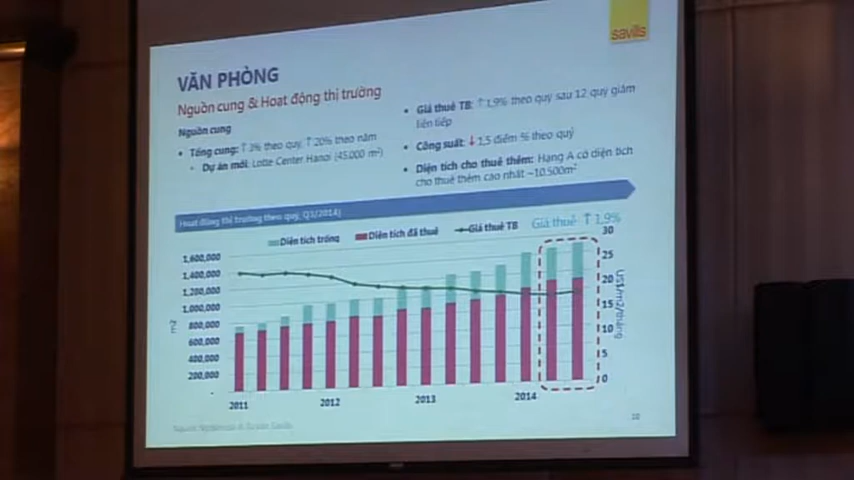 savills
VĂN PHÒNG
Nguồn cung & Hoạt động thị trường
Nguồn cung
• Tổng cung: ↑3% theo quý, ↑20% theo năm
• Dự án mới: Lotte Center Hanoi (45,000 m²)
• Giá thuê TB: ↑1,9% theo quý sau 12 quý giảm
liên tiếp
• Công suất: ↓1,5 điểm % theo quý
• Diện tích cho thuê thêm: Hạng A có diện tích
cho thuê thêm cao nhất ~10.500m²
Hoạt động thị trường theo quý, Q3/2014)
Diện tích trống Diện tích đã thuê Giá thuê TB Giá thuê ↑1,9%
m2
1,600,000
1,400,000
1,200,000
1,000,000
800,000
600,000
400,000
200,000
-
30
25
20
15
10
5
0
US$/m2/tháng
2011 2012 2013 2014